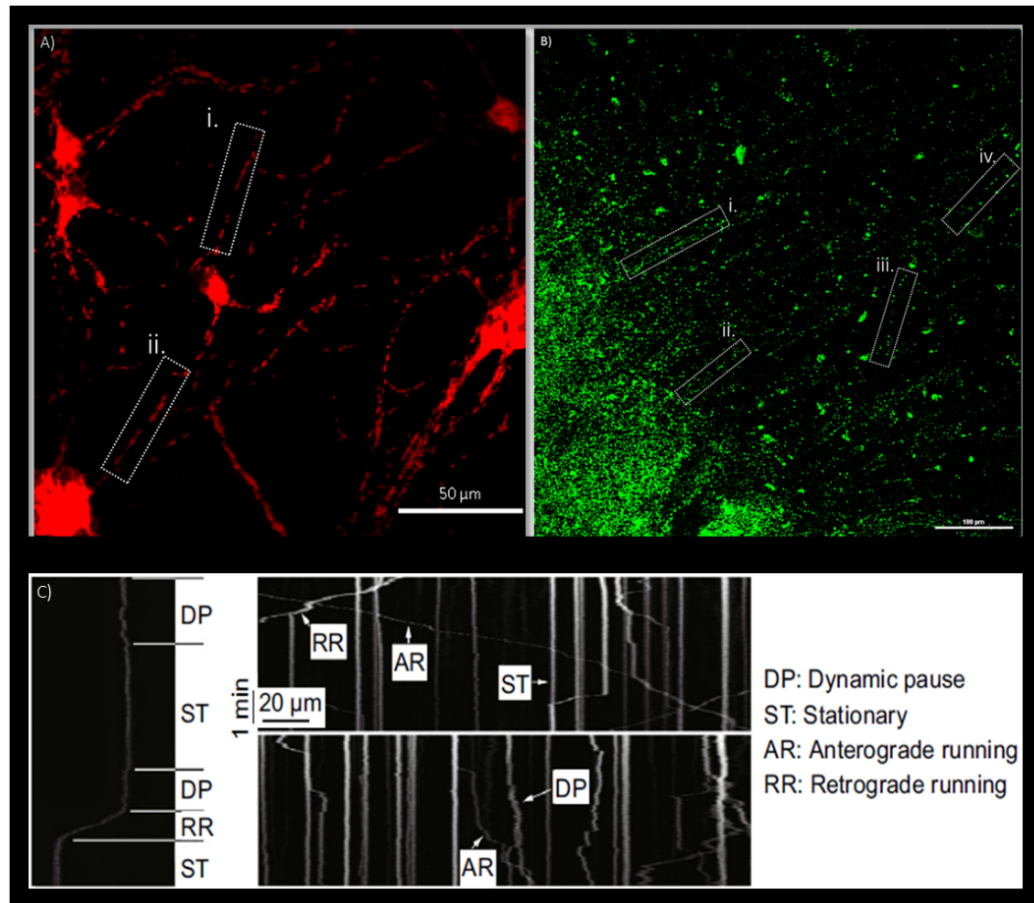 A)
i.
ii.
50 µm
B)
i.
ii.
iii.
iv.
100 µm
C)
DP
ST
DP
RR
ST
1 min
20 µm
RR
AR
ST
DP
AR
DP: Dynamic pause
ST: Stationary
AR: Anterograde running
RR: Retrograde running